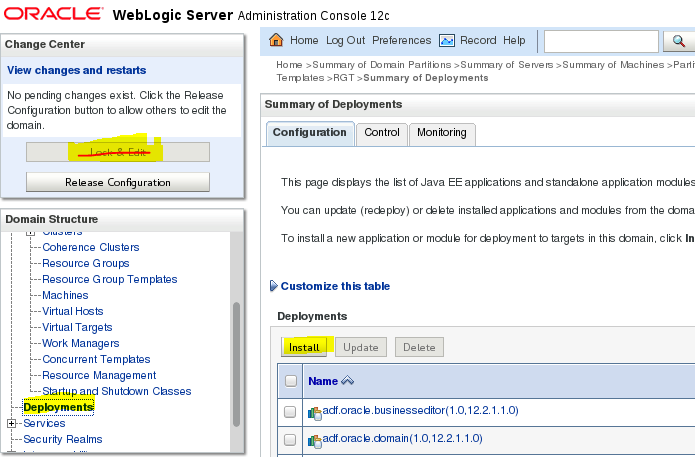 ORACLE WebLogic Server Administration Console 12c
Change Center
View changes and restarts
No pending changes exist. Click the Release
Configuration button to allow others to edit the
domain.
Lock & Edit
Release Configuration
Domain Structure
Clusters
Coherence Clusters
Resource Groups
Resource Group Templates
Machines
Virtual Hosts
Virtual Targets
Work Managers
Concurrent Templates
Resource Management
Startup and Shutdown Classes
Deployments
Services
Security Realms
Home Log Out Preferences Record Help
Home >Summary of Domain Partitions >Summary of Servers >Summary of Machines >Parti
Templates >RGT >Summary of Deployments
Summary of Deployments
Configuration Control Monitoring
This page displays the list of Java EE applications and standalone application modules
You can update (redeploy) or delete installed applications and modules from the doma
To install a new application or module for deployment to targets in this domain, click In
Customize this table
Deployments
Install Update Delete
Name
adf.oracle.businesseditor(1.0,12.2.1.1.0)
adf.oracle.domain(1.0,12.2.1.1.0)